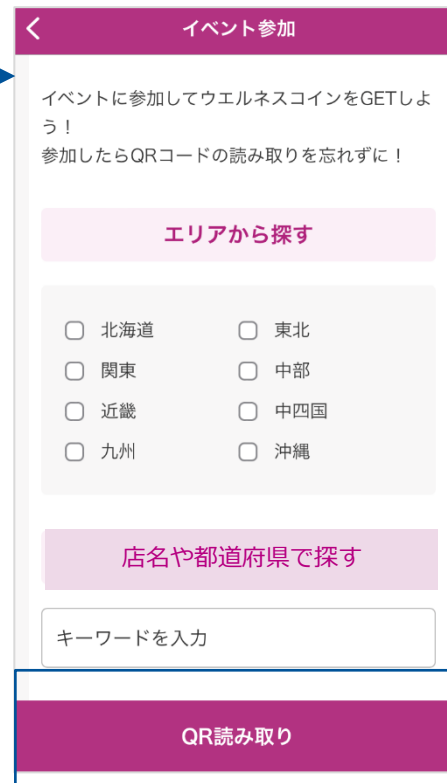 イベント参加
イベントに参加してウエルネスコインをGETしよ
う！
参加したらQRコードの読み取りを忘れずに！
エリアから探す
北海道 東北
関東 中部
近畿 中四国
九州 沖縄
店名や都道府県で探す
キーワードを入力
QR読み取り